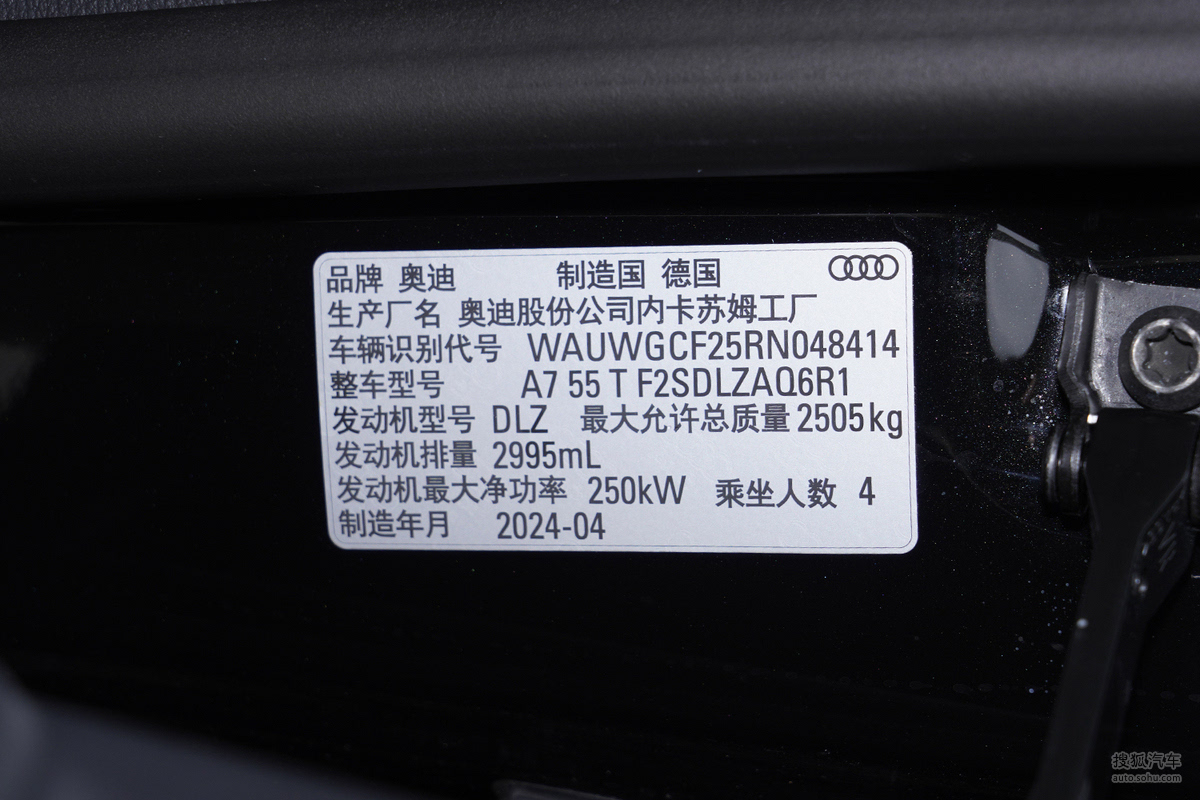 品牌 奥迪 制造国 德国
生产厂名 奥迪股份公司内卡苏姆工厂
车辆识别代号 WAUWGCF25RN048414
整车型号 A7 55 T F2SDLZAQ6R1
发动机型号 DLZ 最大允许总质量 2505kg
发动机排量 2995mL
发动机最大净功率 250kW 乘坐人数 4
制造年月 2024-04
搜狐汽车
auto.sohu.com